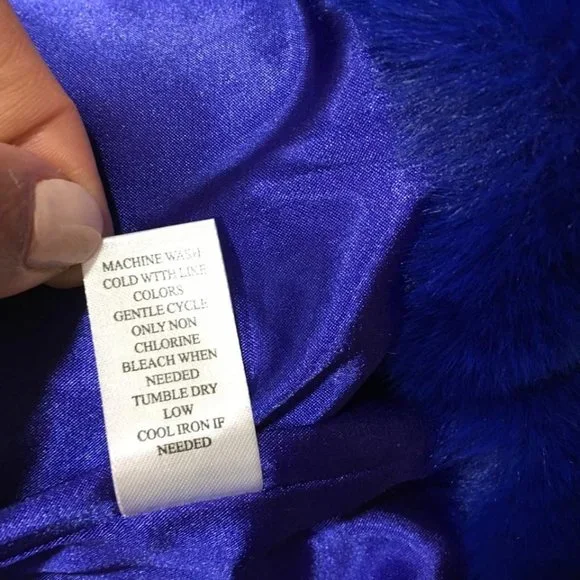 MACHINE WASH
COLD WTTH LIKE
COLORS
GENTLE CYCLE
ONLY NON
CHLORINE
BLEACH WHEN
NEEDED
TUMBLE DRY
LOW
COOL IRON IF
NEEDED